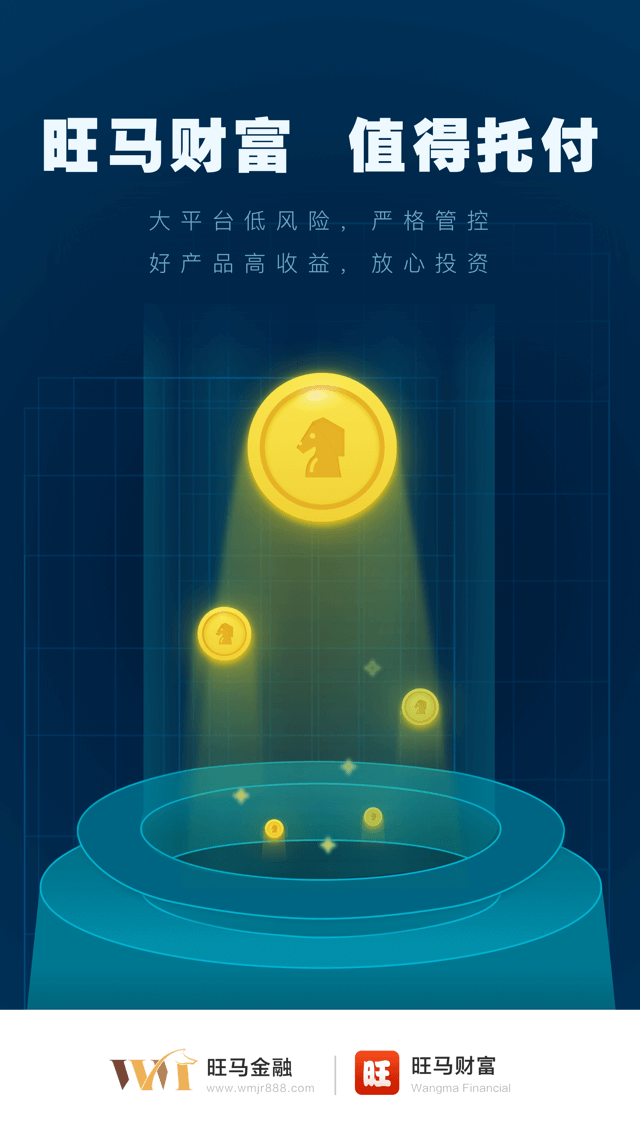 旺马财富 值得托付
大平台低风险，严格管控
好产品高收益，放心投资
WT
旺马金融
www.wmjr888.com
旺
旺马财富
Wangma Financial